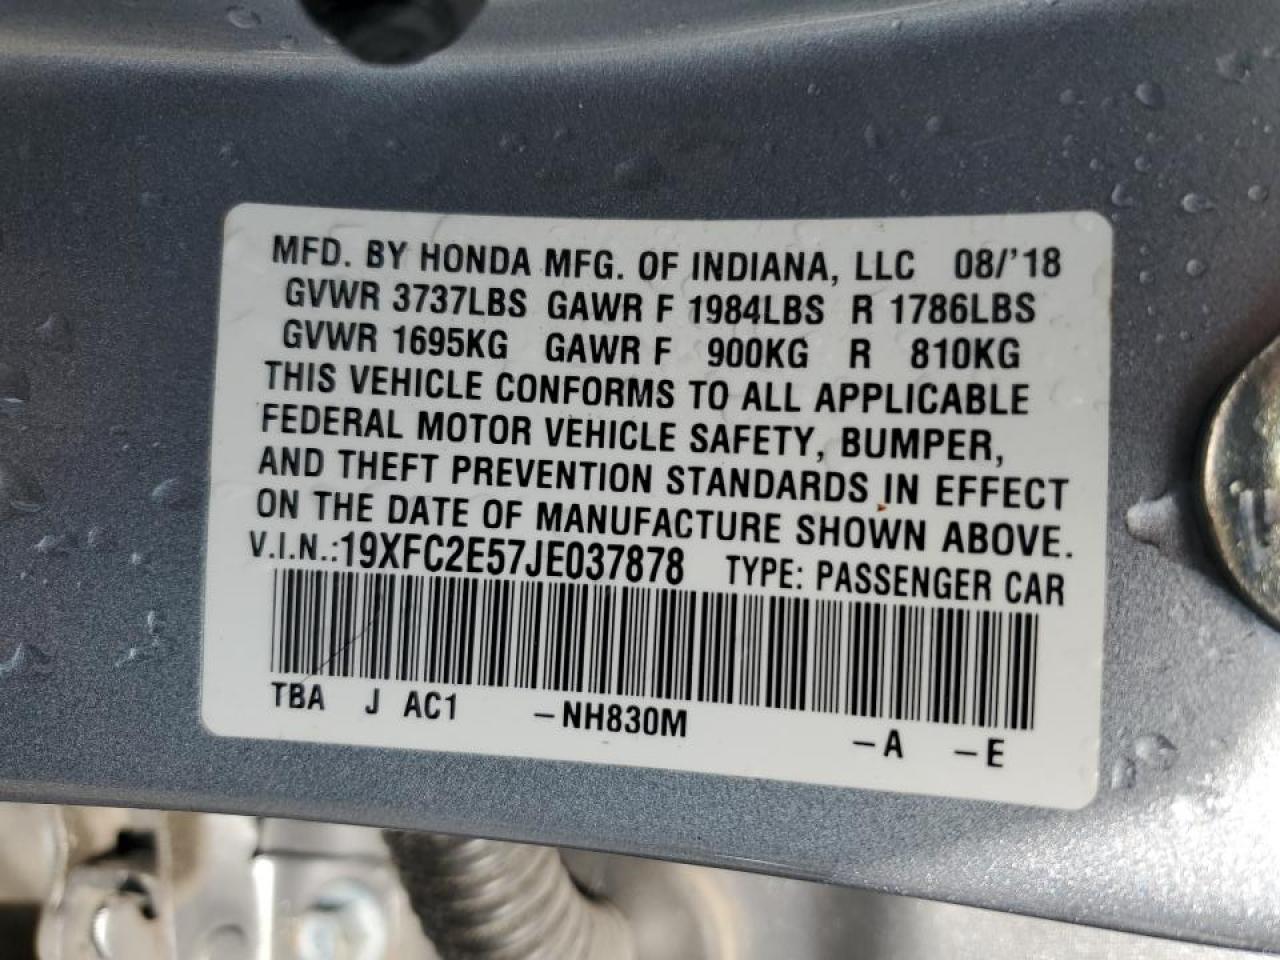 MFD. BY HONDA MFG. OF INDIANA, LLC 08/'18
GVWR 3737LBS GAWR F 1984LBS R 1786LBS
GVWR 1695KG GAWR F 900KG R 810KG
THIS VEHICLE CONFORMS TO ALL APPLICABLE
FEDERAL MOTOR VEHICLE SAFETY, BUMPER,
AND THEFT PREVENTION STANDARDS IN EFFECT
ON THE DATE OF MANUFACTURE SHOWN ABOVE.
V.I.N.:19XFC2E57JE037878 TYPE: PASSENGER CAR
TBA J AC1 –NH830M –A –E